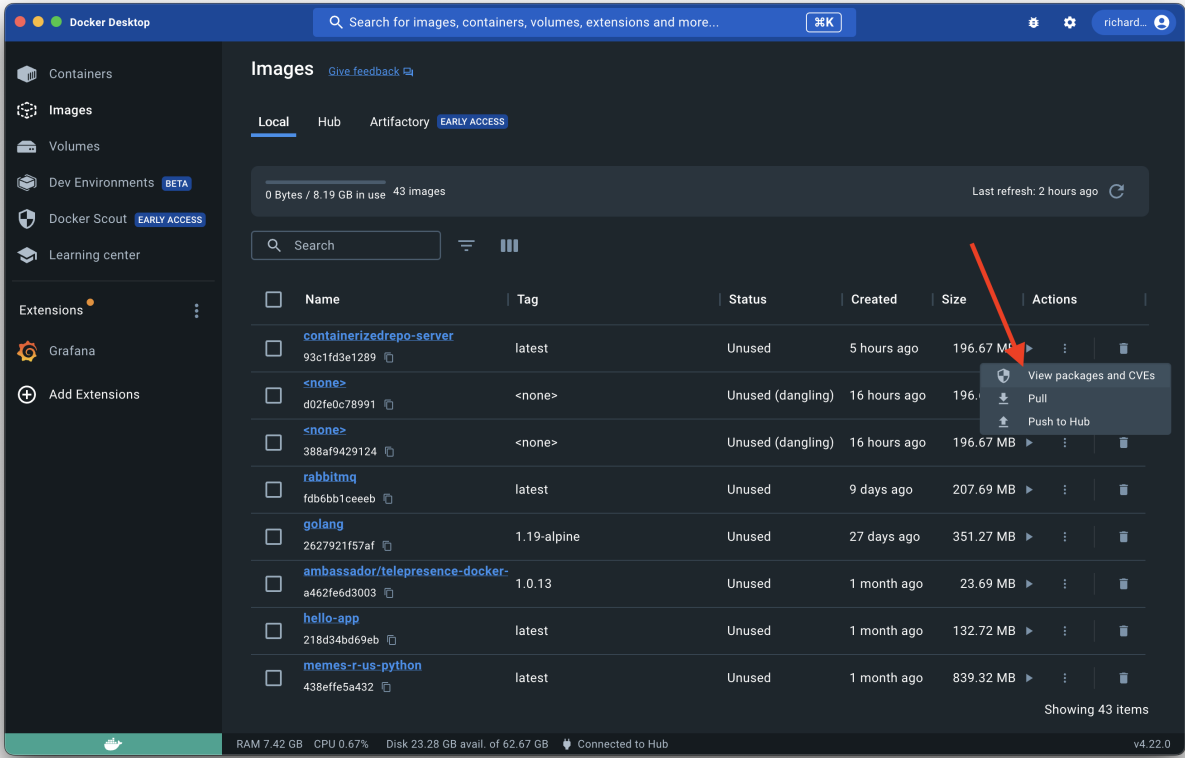 Docker Desktop
Search for images, containers, volumes, extensions and more...
⌘K
richard...
Containers
Images
Volumes
Dev Environments BETA
Docker Scout EARLY ACCESS
Learning center
Extensions
Grafana
Add Extensions
Images Give feedback
Local Hub Artifactory EARLY ACCESS
0 Bytes / 8.19 GB in use 43 images Last refresh: 2 hours ago
Search
Name Tag Status Created Size Actions
containerizedrepo-server
93c1fd3e1289 latest Unused 5 hours ago 196.67 MB
<none>
d02fe0c78991 <none> Unused (dangling) 16 hours ago 196.
View packages and CVEs
Pull
Push to Hub
<none>
388af9429124 <none> Unused (dangling) 16 hours ago 196.67 MB
rabbitmq
fdb6bb1ceeeb latest Unused 9 days ago 207.69 MB
golang
2627921f57af 1.19-alpine Unused 27 days ago 351.27 MB
ambassador/telepresence-docker-
a462fe6d3003 1.0.13 Unused 1 month ago 23.69 MB
hello-app
218d34bd69eb latest Unused 1 month ago 132.72 MB
memes-r-us-python
438effe5a432 latest Unused 1 month ago 839.32 MB
Showing 43 items
RAM 7.42 GB CPU 0.67% Disk 23.28 GB avail. of 62.67 GB Connected to Hub v4.22.0